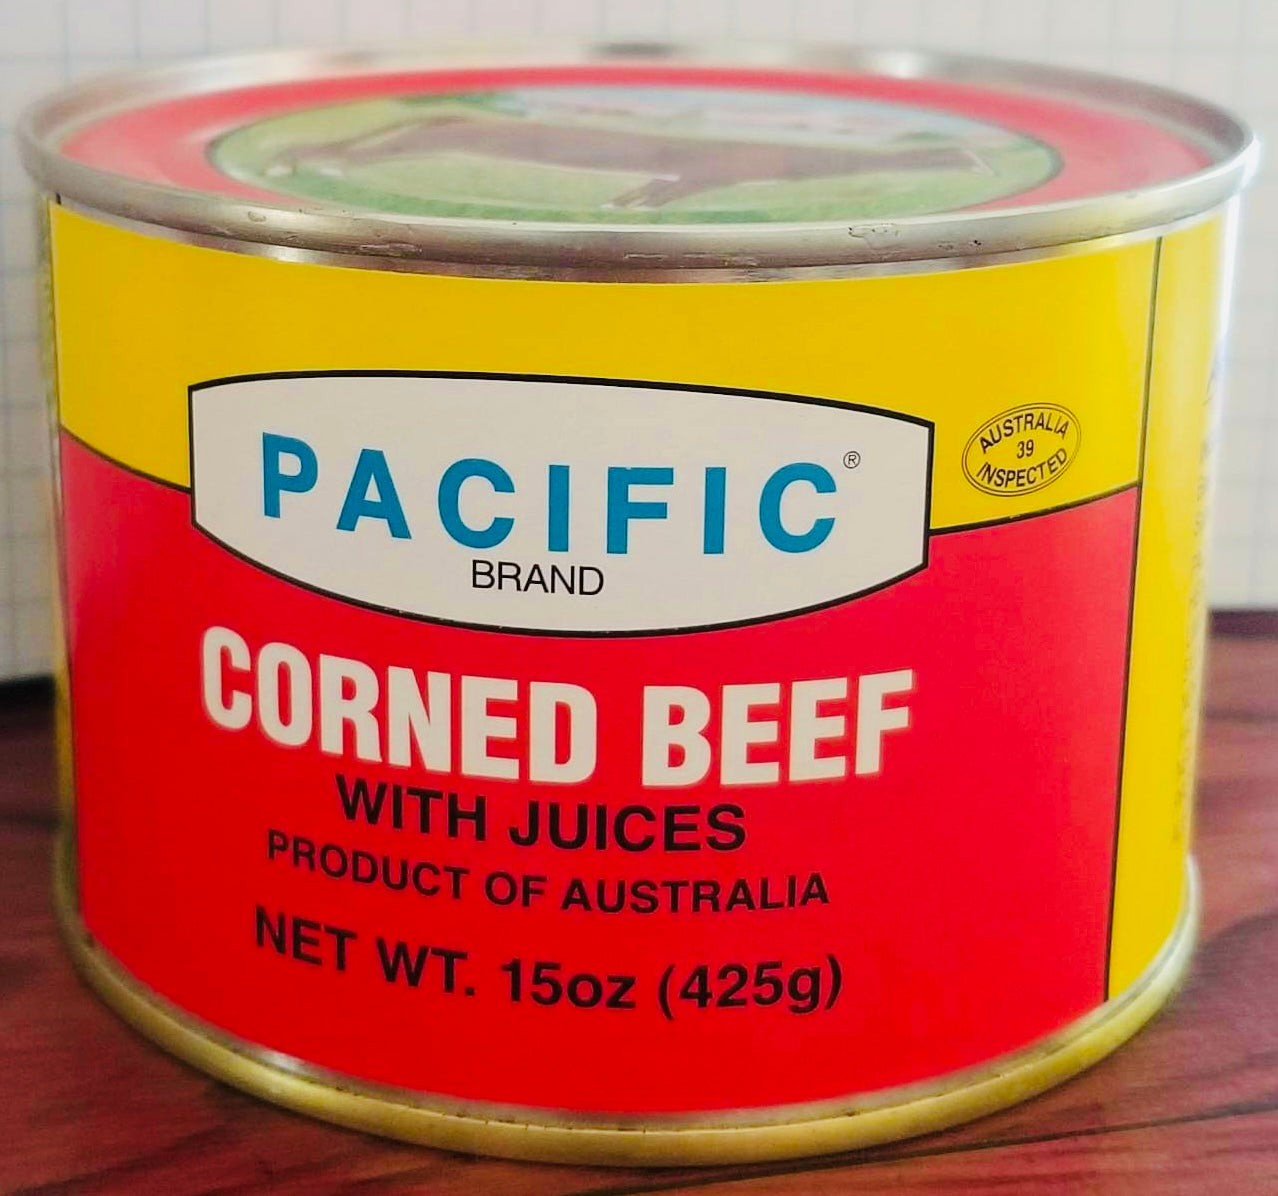 PACIFIC®
BRAND
AUSTRALIA
39
INSPECTED
CORNED BEEF
WITH JUICES
PRODUCT OF AUSTRALIA
NET WT. 15oz (425g)